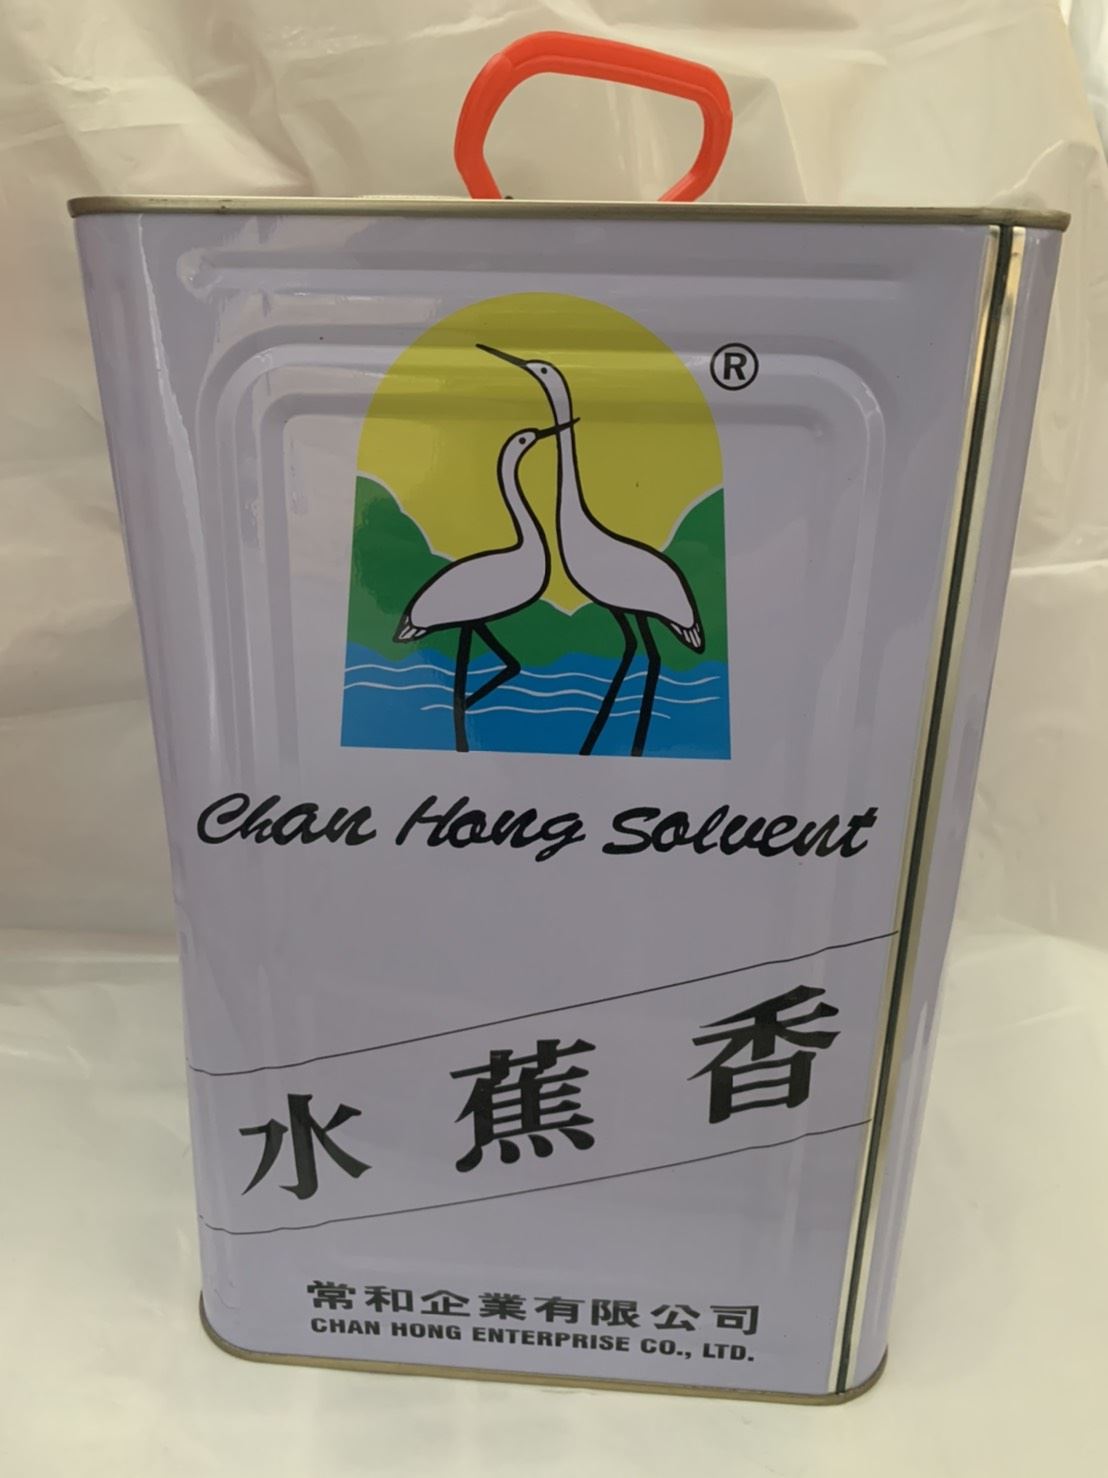 ®
Chan Hong Solvent
水蕉香
常和企業有限公司
CHAN HONG ENTERPRISE CO., LTD.